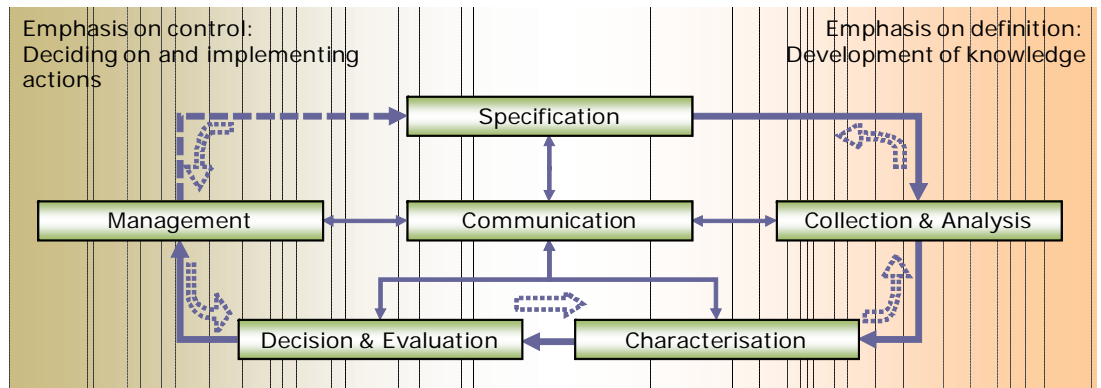 Emphasis on control:
Deciding on and implementing
actions
Emphasis on definition:
Development of knowledge
Specification
Management
Communication
Collection & Analysis
Decision & Evaluation
Characterisation